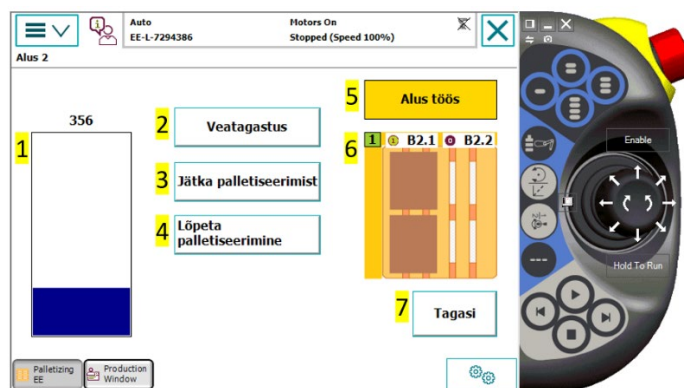 Auto
EE-L-7294386
Motors On
Stopped (Speed 100%)
Alus 2
356
1
2
Veatagastus
3
Jätka palletiseerimist
4
Lõpeta
palletiseerimine
5
Alus töös
6
1
B2.1
B2.2
7
Tagasi
Palletizing
EE
Production
Window
Enable
Hold To Run